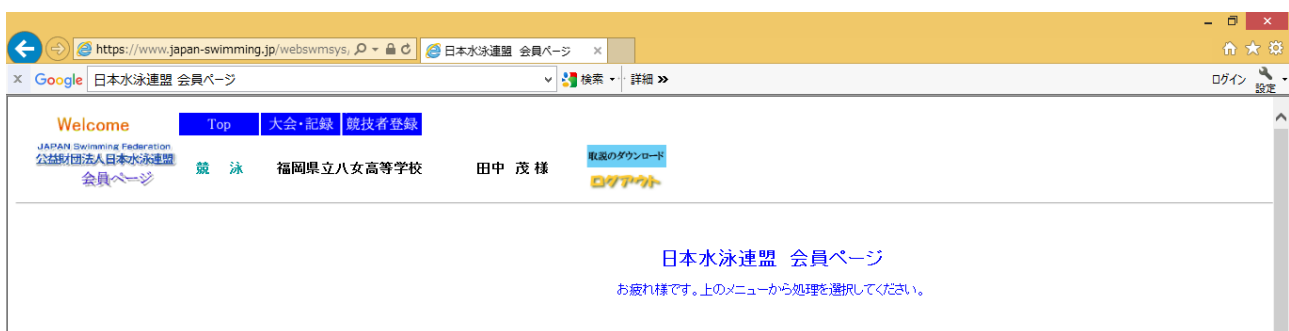 https://www.japan-swimming.jp/webswmsys/
日本水泳連盟 会員ページ
Google 日本水泳連盟 会員ページ 検索 詳細 ログイン 設定
Welcome Top 大会・記録 競技者登録
JAPAN Swimming Federation
公益財団法人日本水泳連盟
会員ページ
競 泳 福岡県立八女高等学校 田中 茂 様
取説のダウンロード
ログアウト
日本水泳連盟 会員ページ
お疲れ様です。上のメニューから処理を選択してください。